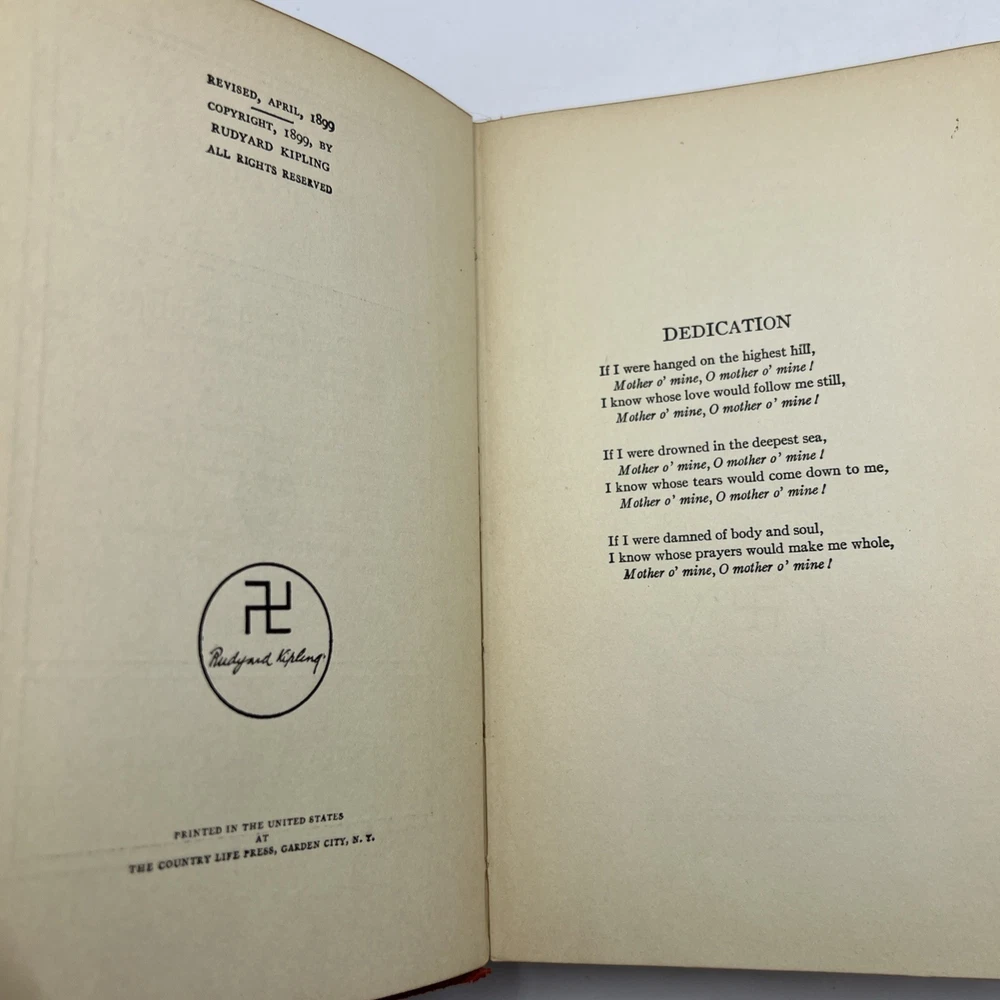 REVISED, APRIL, 1899
COPYRIGHT, 1899, BY
RUDYARD KIPLING
ALL RIGHTS RESERVED
Rudyard Kipling.
PRINTED IN THE UNITED STATES
AT
THE COUNTRY LIFE PRESS, GARDEN CITY, N. Y.
DEDICATION
If I were hanged on the highest hill,
Mother o' mine, O mother o' mine!
I know whose love would follow me still,
Mother o' mine, O mother o' mine!
If I were drowned in the deepest sea,
Mother o' mine, O mother o' mine!
I know whose tears would come down to me,
Mother o' mine, O mother o' mine!
If I were damned of body and soul,
I know whose prayers would make me whole,
Mother o' mine, O mother o' mine!